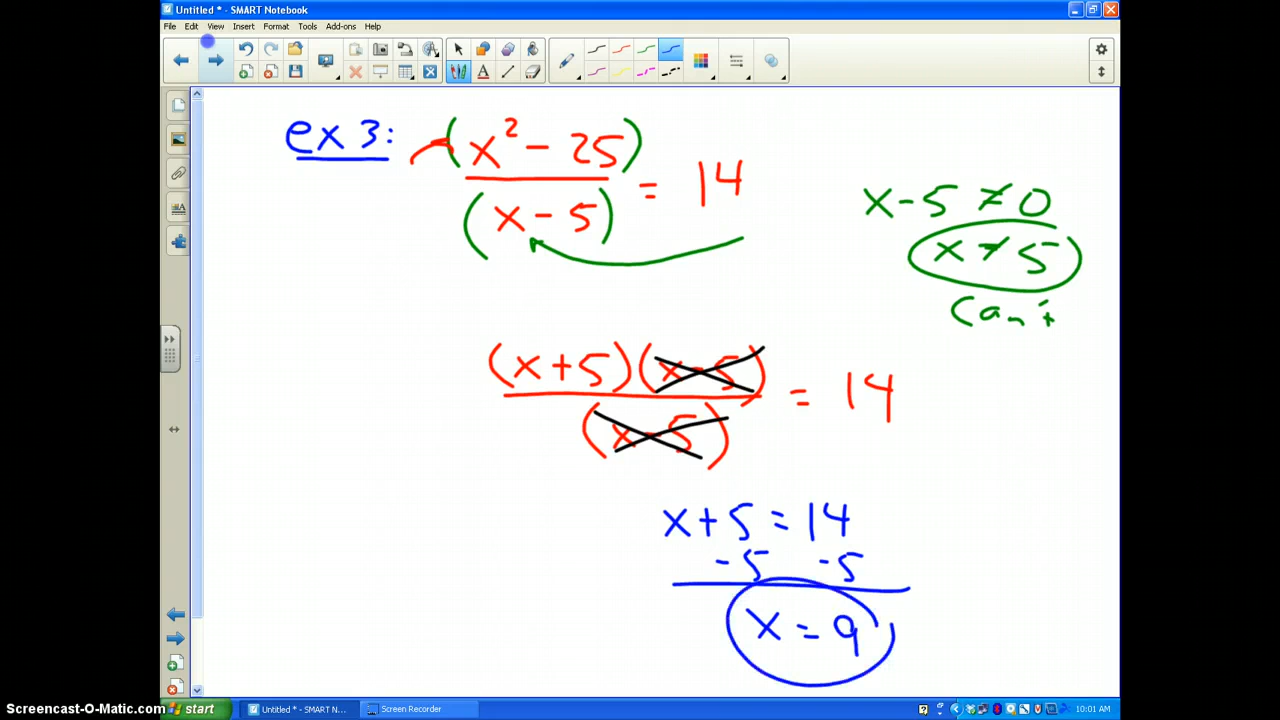 Untitled * - SMART Notebook
File Edit View Insert Format Tools Add-ons Help
ex 3:
(x² - 25)
(x - 5)
= 14
x - 5 ≠ 0
x ≠ 5
can't
(x + 5)(x - 5)
(x - 5)
= 14
x + 5 = 14
- 5 - 5
x = 9
Screencast-O-Matic.com
start
Untitled * - SMART N...
Screen Recorder
10:01 AM